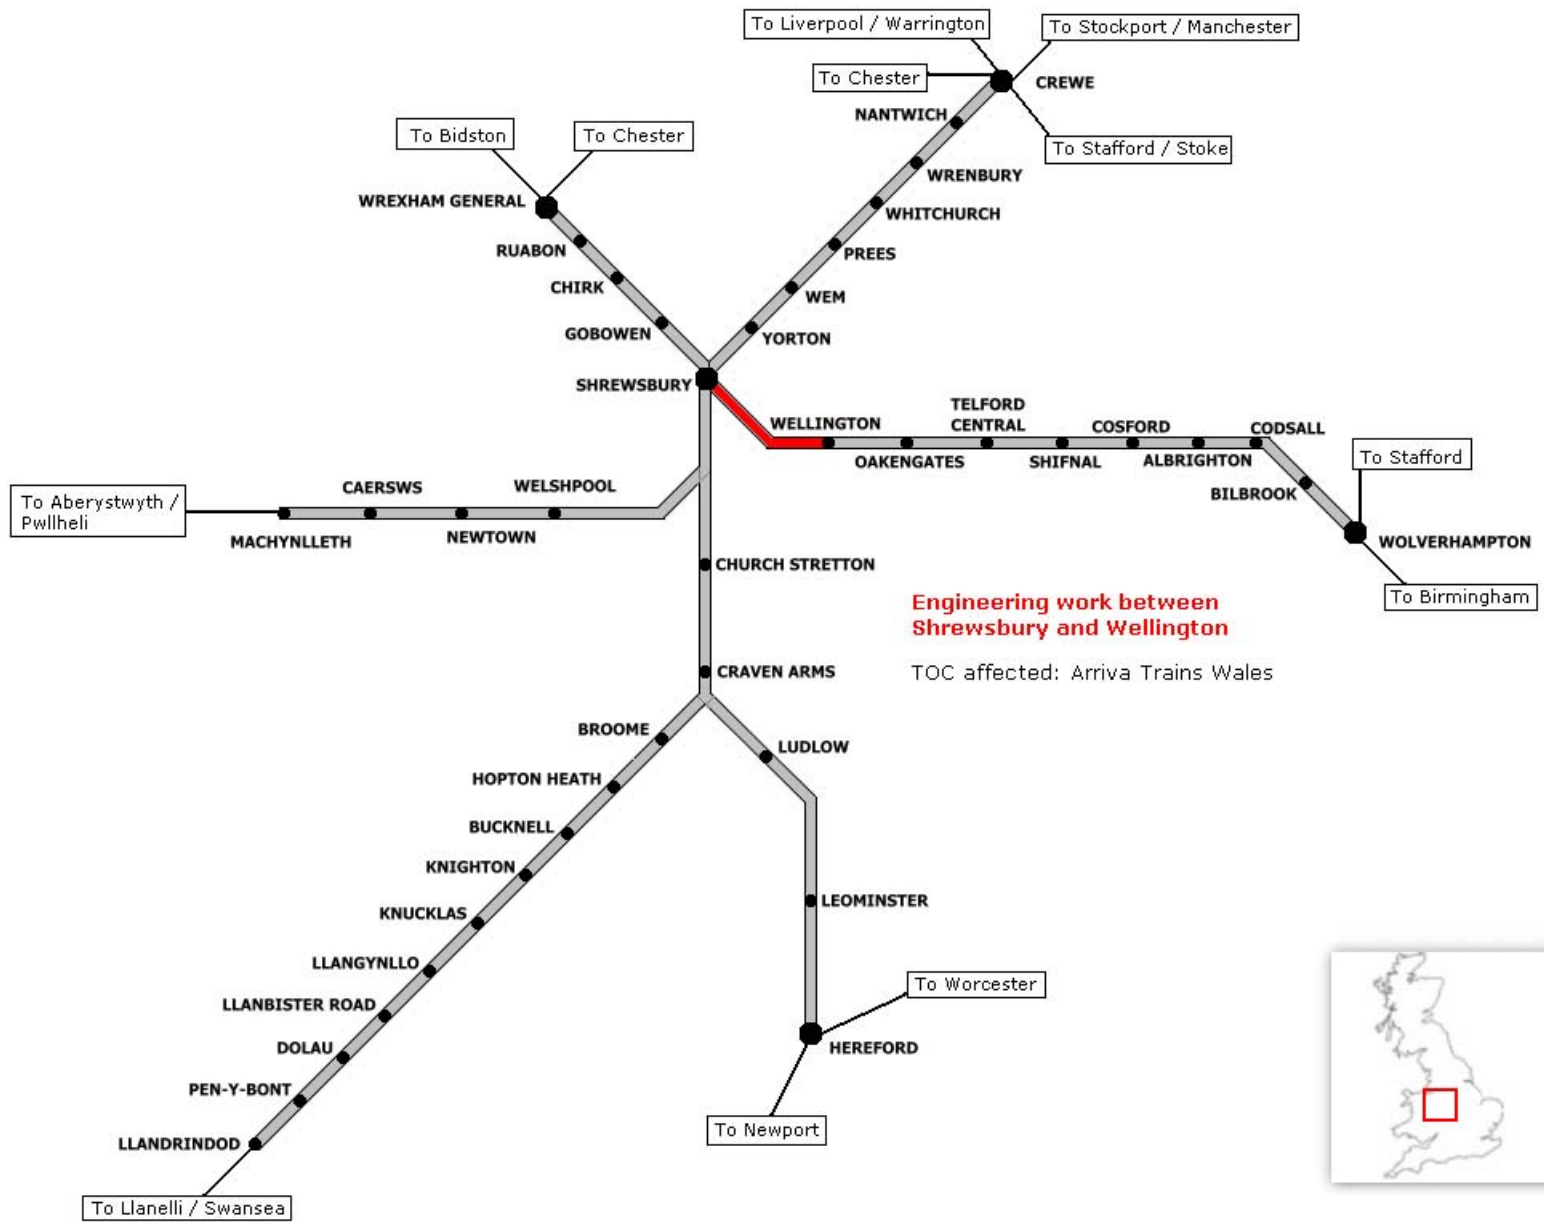 To Liverpool / Warrington
To Stockport / Manchester
To Chester
CREWE
NANTWICH
To Bidston
To Chester
To Stafford / Stoke
WRENBURY
WREXHAM GENERAL
WHITCHURCH
RUABON
PREES
CHIRK
WEM
GOBOWEN
YORTON
SHREWSBURY
WELLINGTON
TELFORD
CENTRAL
COSFORD
CODSALL
OAKENGATES
SHIFNAL
ALBRIGHTON
To Stafford
BILBROOK
WOLVERHAMPTON
To Birmingham
CAERSWS
WELSHPOOL
To Aberystwyth /
Pwllheli
MACHYNLLETH
NEWTOWN
CHURCH STRETTON
Engineering work between
Shrewsbury and Wellington
TOC affected: Arriva Trains Wales
CRAVEN ARMS
BROOME
LUDLOW
HOPTON HEATH
BUCKNELL
KNIGHTON
LEOMINSTER
KNUCKLAS
LLANGYNLLO
To Worcester
LLANBISTER ROAD
DOLAU
HEREFORD
PEN-Y-BONT
To Newport
LLANDRINDOD
To Llanelli / Swansea